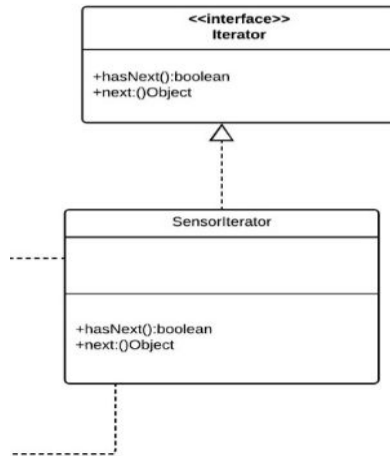 <<interface>>
Iterator
+hasNext():boolean
+next:()Object
SensorIterator
+hasNext():boolean
+next:()Object